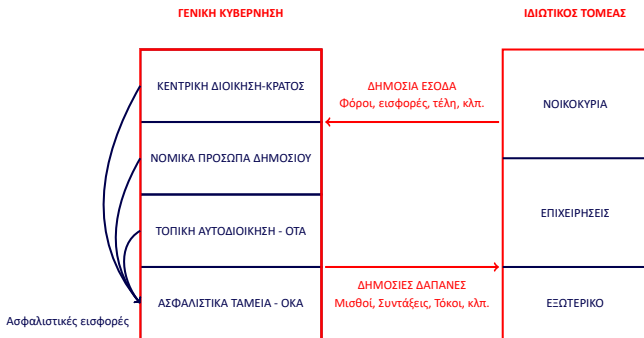 ΓΕΝΙΚΗ ΚΥΒΕΡΝΗΣΗ
ΙΔΙΩΤΙΚΟΣ ΤΟΜΕΑΣ
ΚΕΝΤΡΙΚΗ ΔΙΟΙΚΗΣΗ-ΚΡΑΤΟΣ
ΝΟΜΙΚΑ ΠΡΟΣΩΠΑ ΔΗΜΟΣΙΟΥ
ΤΟΠΙΚΗ ΑΥΤΟΔΙΟΙΚΗΣΗ - ΟΤΑ
ΑΣΦΑΛΙΣΤΙΚΑ ΤΑΜΕΙΑ - ΟΚΑ
Ασφαλιστικές εισφορές
ΔΗΜΟΣΙΑ ΕΣΟΔΑ
Φόροι, εισφορές, τέλη, κλπ.
ΔΗΜΟΣΙΕΣ ΔΑΠΑΝΕΣ
Μισθοί, Συντάξεις, Τόκοι, κλπ.
ΝΟΙΚΟΚΥΡΙΑ
ΕΠΙΧΕΙΡΗΣΕΙΣ
ΕΞΩΤΕΡΙΚΟ